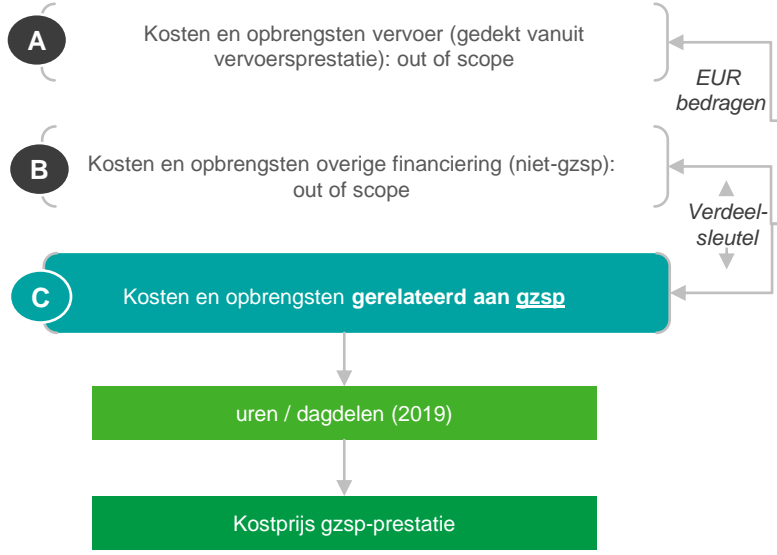 A
Kosten en opbrengsten vervoer (gedekt vanuit
vervoersprestatie): out of scope
EUR
bedragen
B
Kosten en opbrengsten overige financiering (niet-gzsp):
out of scope
Verdeel-
sleutel
C
Kosten en opbrengsten gerelateerd aan gzsp
uren / dagdelen (2019)
Kostprijs gzsp-prestatie